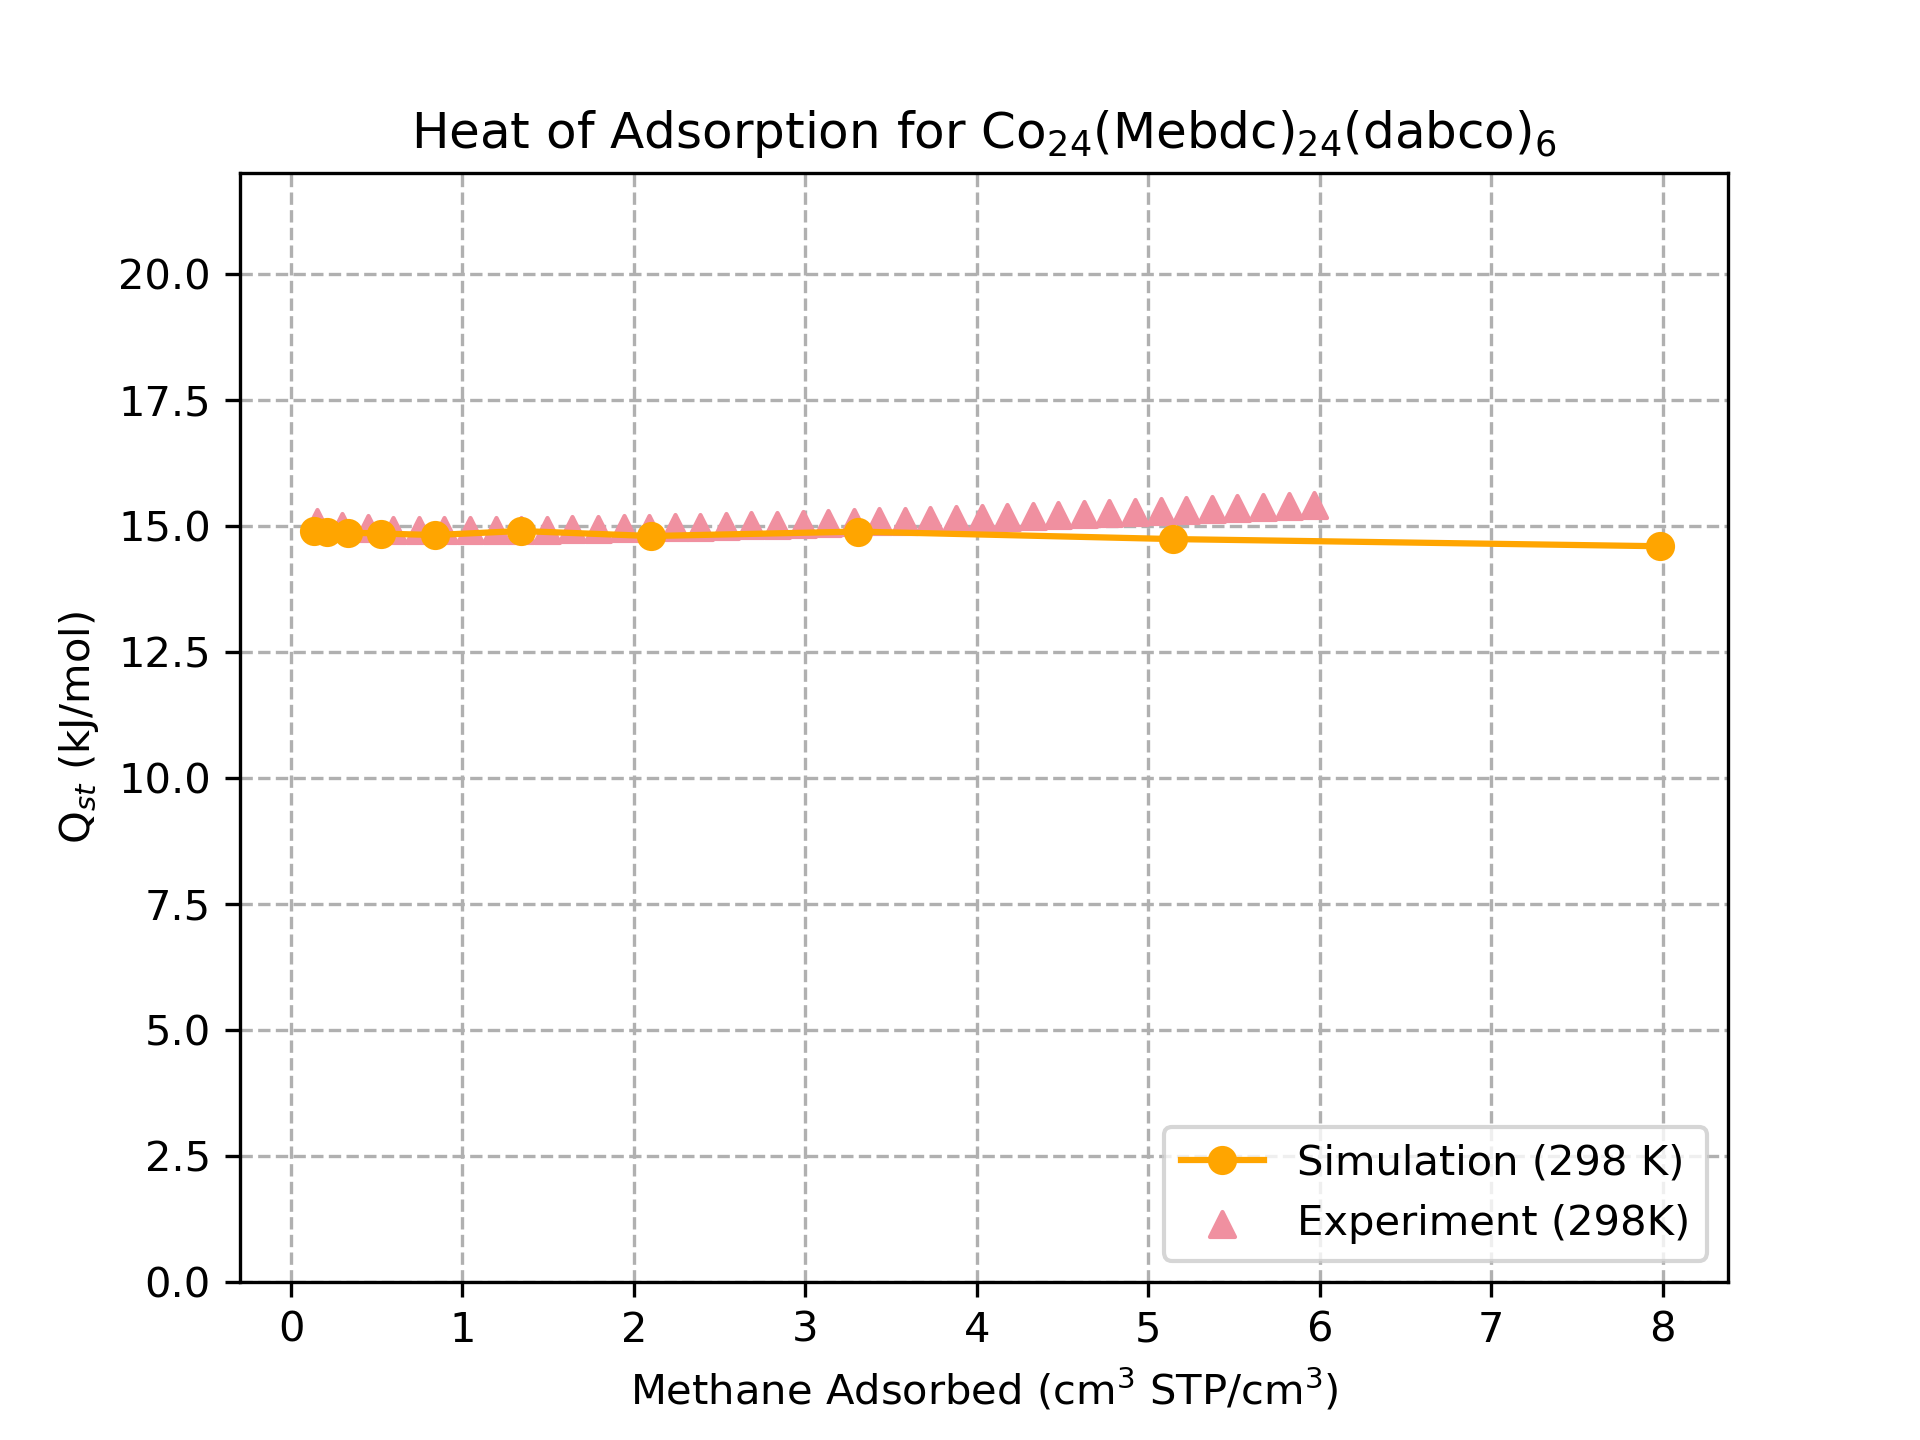 Heat of Adsorption for Co₂₄(Mebdc)₂₄(dabco)₆
20.0
17.5
15.0
12.5
10.0
7.5
5.0
2.5
0.0
Q_st (kJ/mol)
Simulation (298 K)
Experiment (298K)
0 1 2 3 4 5 6 7 8
Methane Adsorbed (cm³ STP/cm³)